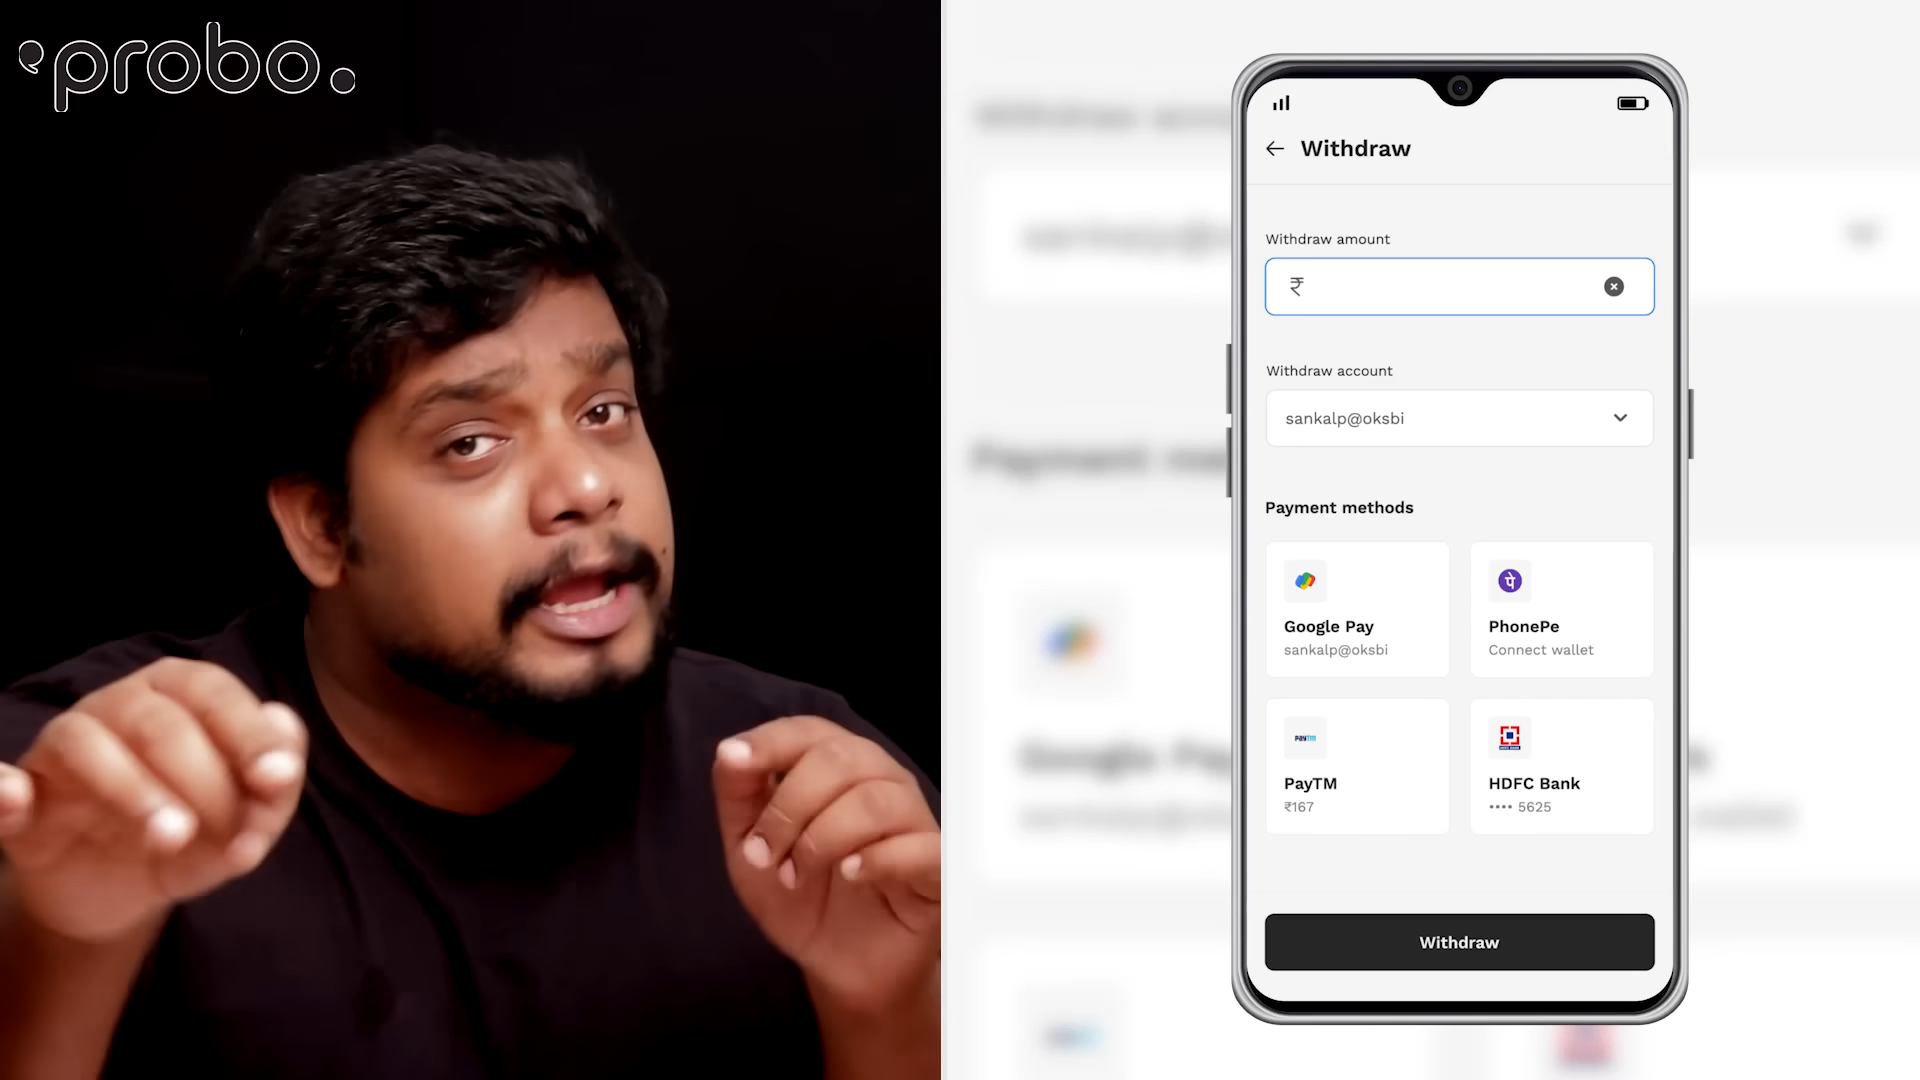 probo.
Withdraw
Withdraw amount
₹
Withdraw account
sankalp@oksbi
Payment methods
Google Pay
sankalp@oksbi
PhonePe
Connect wallet
PayTM
₹167
HDFC Bank
•••• 5625
Withdraw